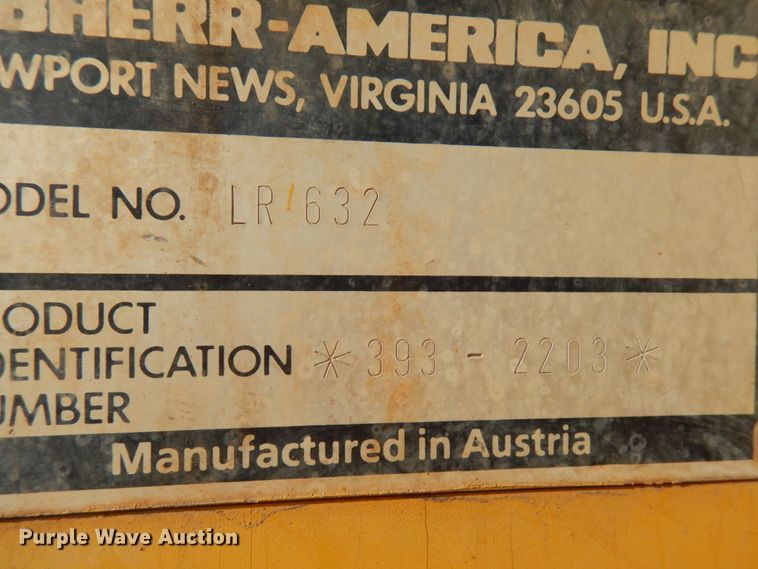 BHERR-AMERICA, INC
WPORT NEWS, VIRGINIA 23605 U.S.A.
ODEL NO. LR 632
ODUCT
DENTIFICATION *393-2203*
UMBER
Manufactured in Austria
Purple Wave Auction